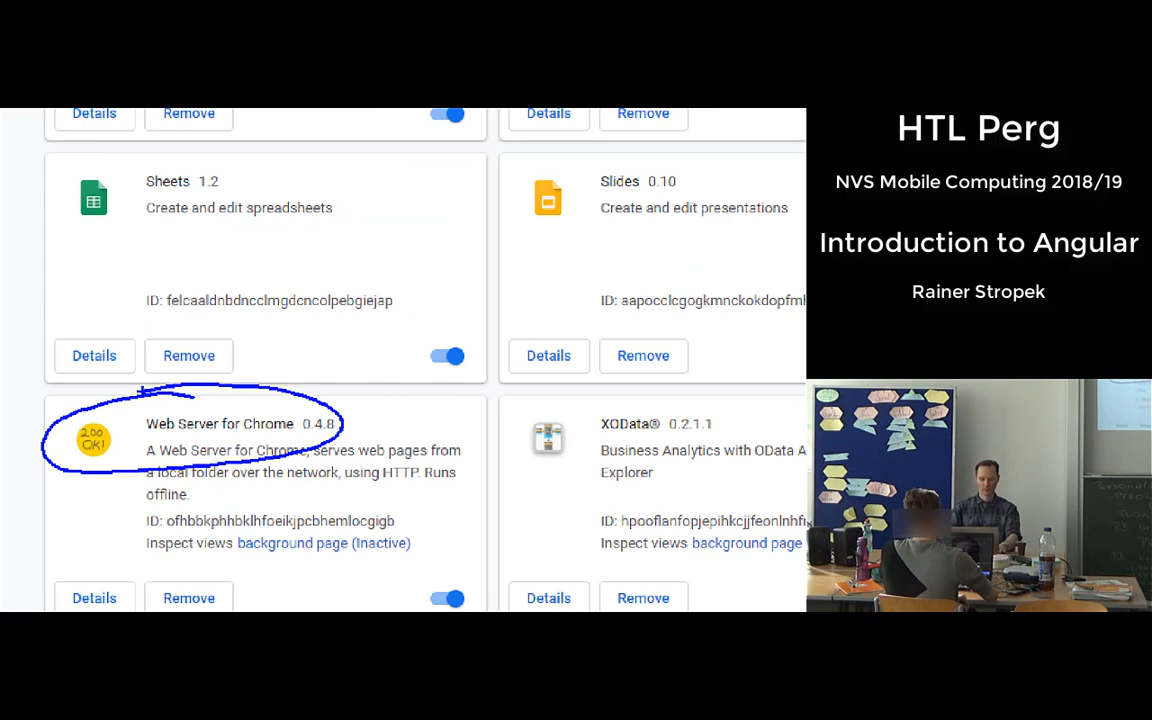 Details Remove
Details Remove
Sheets 1.2
Create and edit spreadsheets
ID: felcaaldnbdncclmgdcncolpebgiejap
Details Remove
Slides 0.10
Create and edit presentations
Details Remove
200
OK!
Web Server for Chrome 0.4.8
A Web Server for Chrome, serves web pages from
a local folder over the network, using HTTP. Runs
offline.
ID: ofhbbkphhbklhfoeikjpcbhemlocgigb
Inspect views background page (Inactive)
Details Remove
XOData® 0.2.1.1
Business Analytics with OData
Explorer
Inspect views background page
Details Remove
HTL Perg
NVS Mobile Computing 2018/19
Introduction to Angular
Rainer Stropek